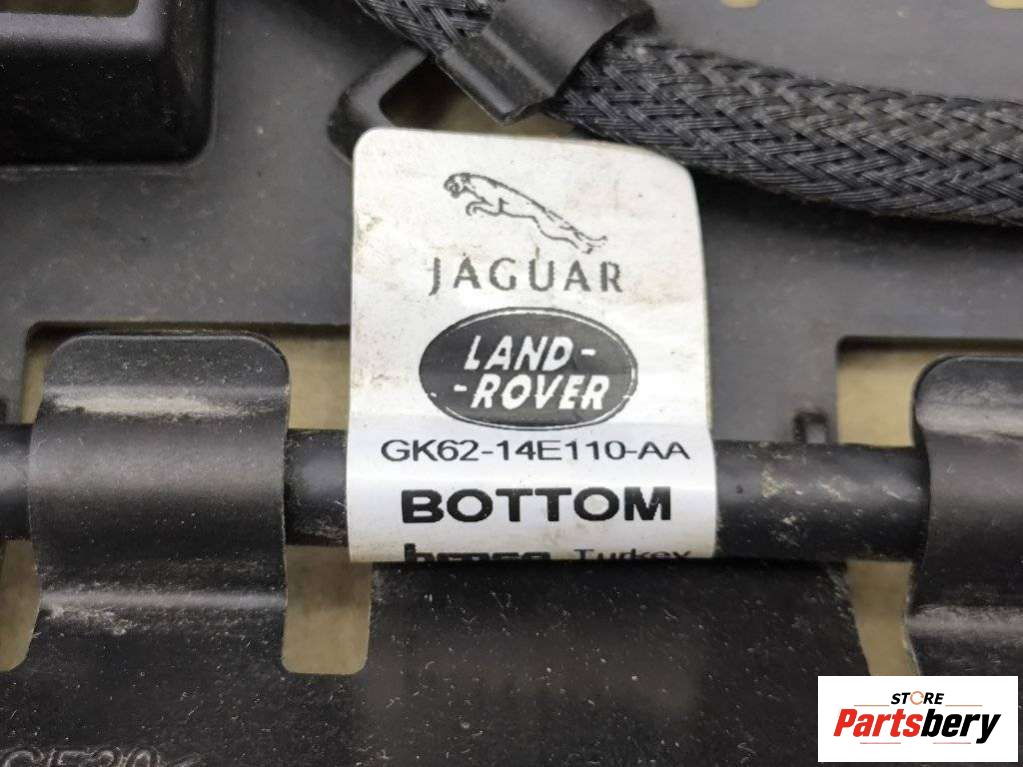 JAGUAR
LAND-
-ROVER
GK62-14E110-AA
BOTTOM
Turkey
STORE
Partsbery